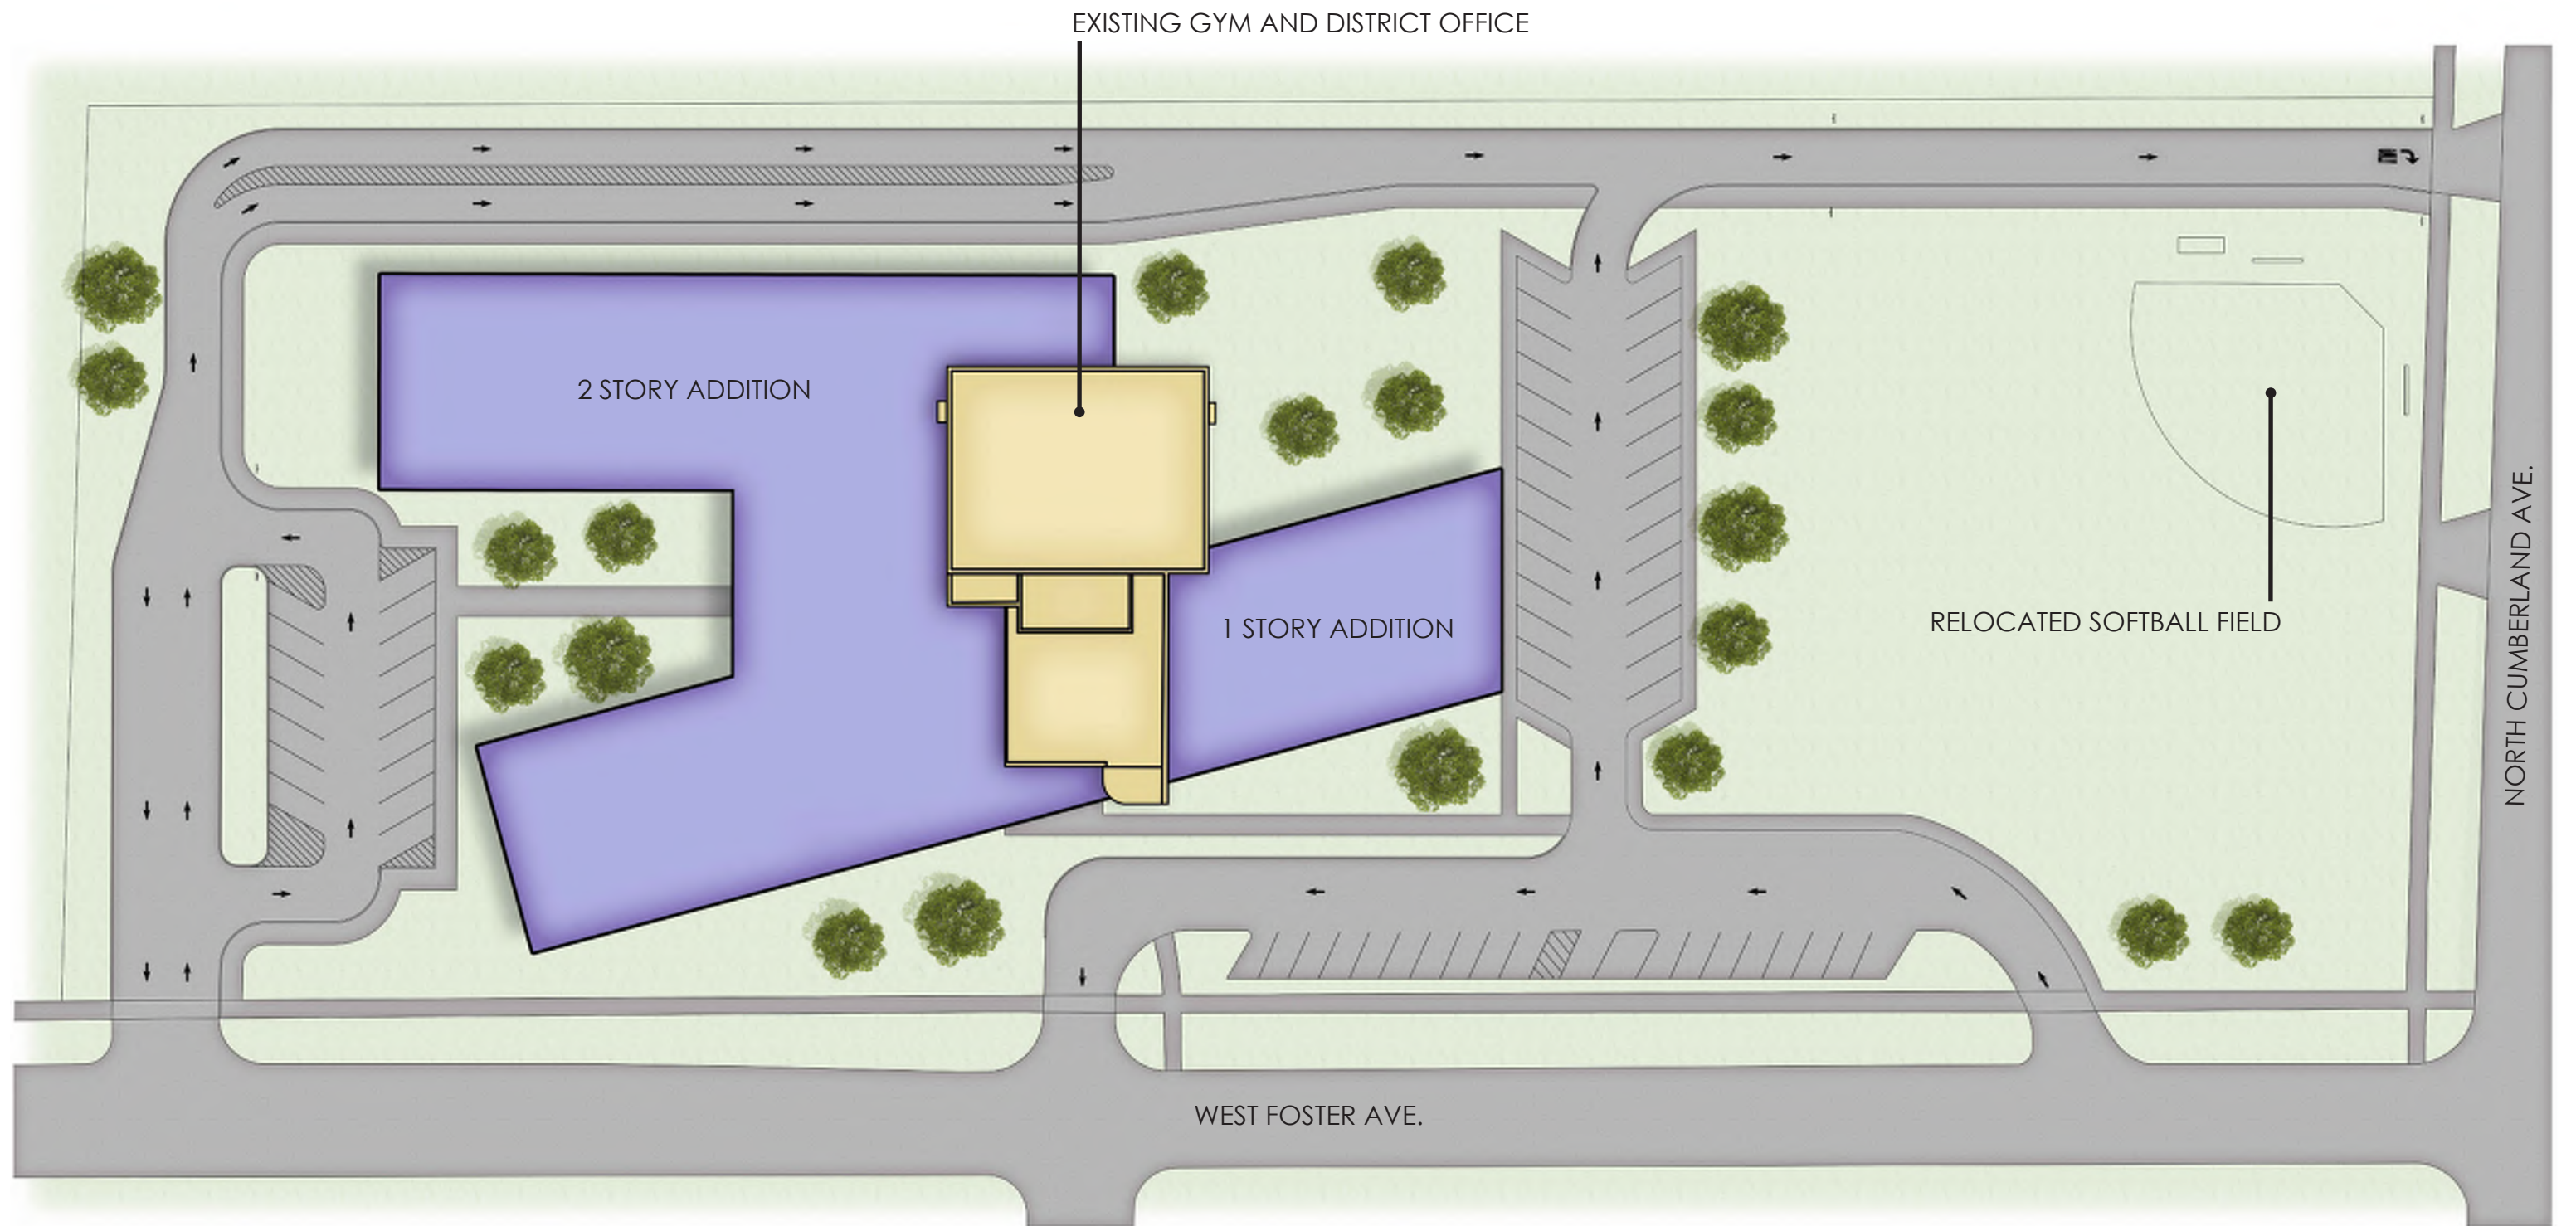 EXISTING GYM AND DISTRICT OFFICE
2 STORY ADDITION
1 STORY ADDITION
RELOCATED SOFTBALL FIELD
NORTH CUMBERLAND AVE.
WEST FOSTER AVE.